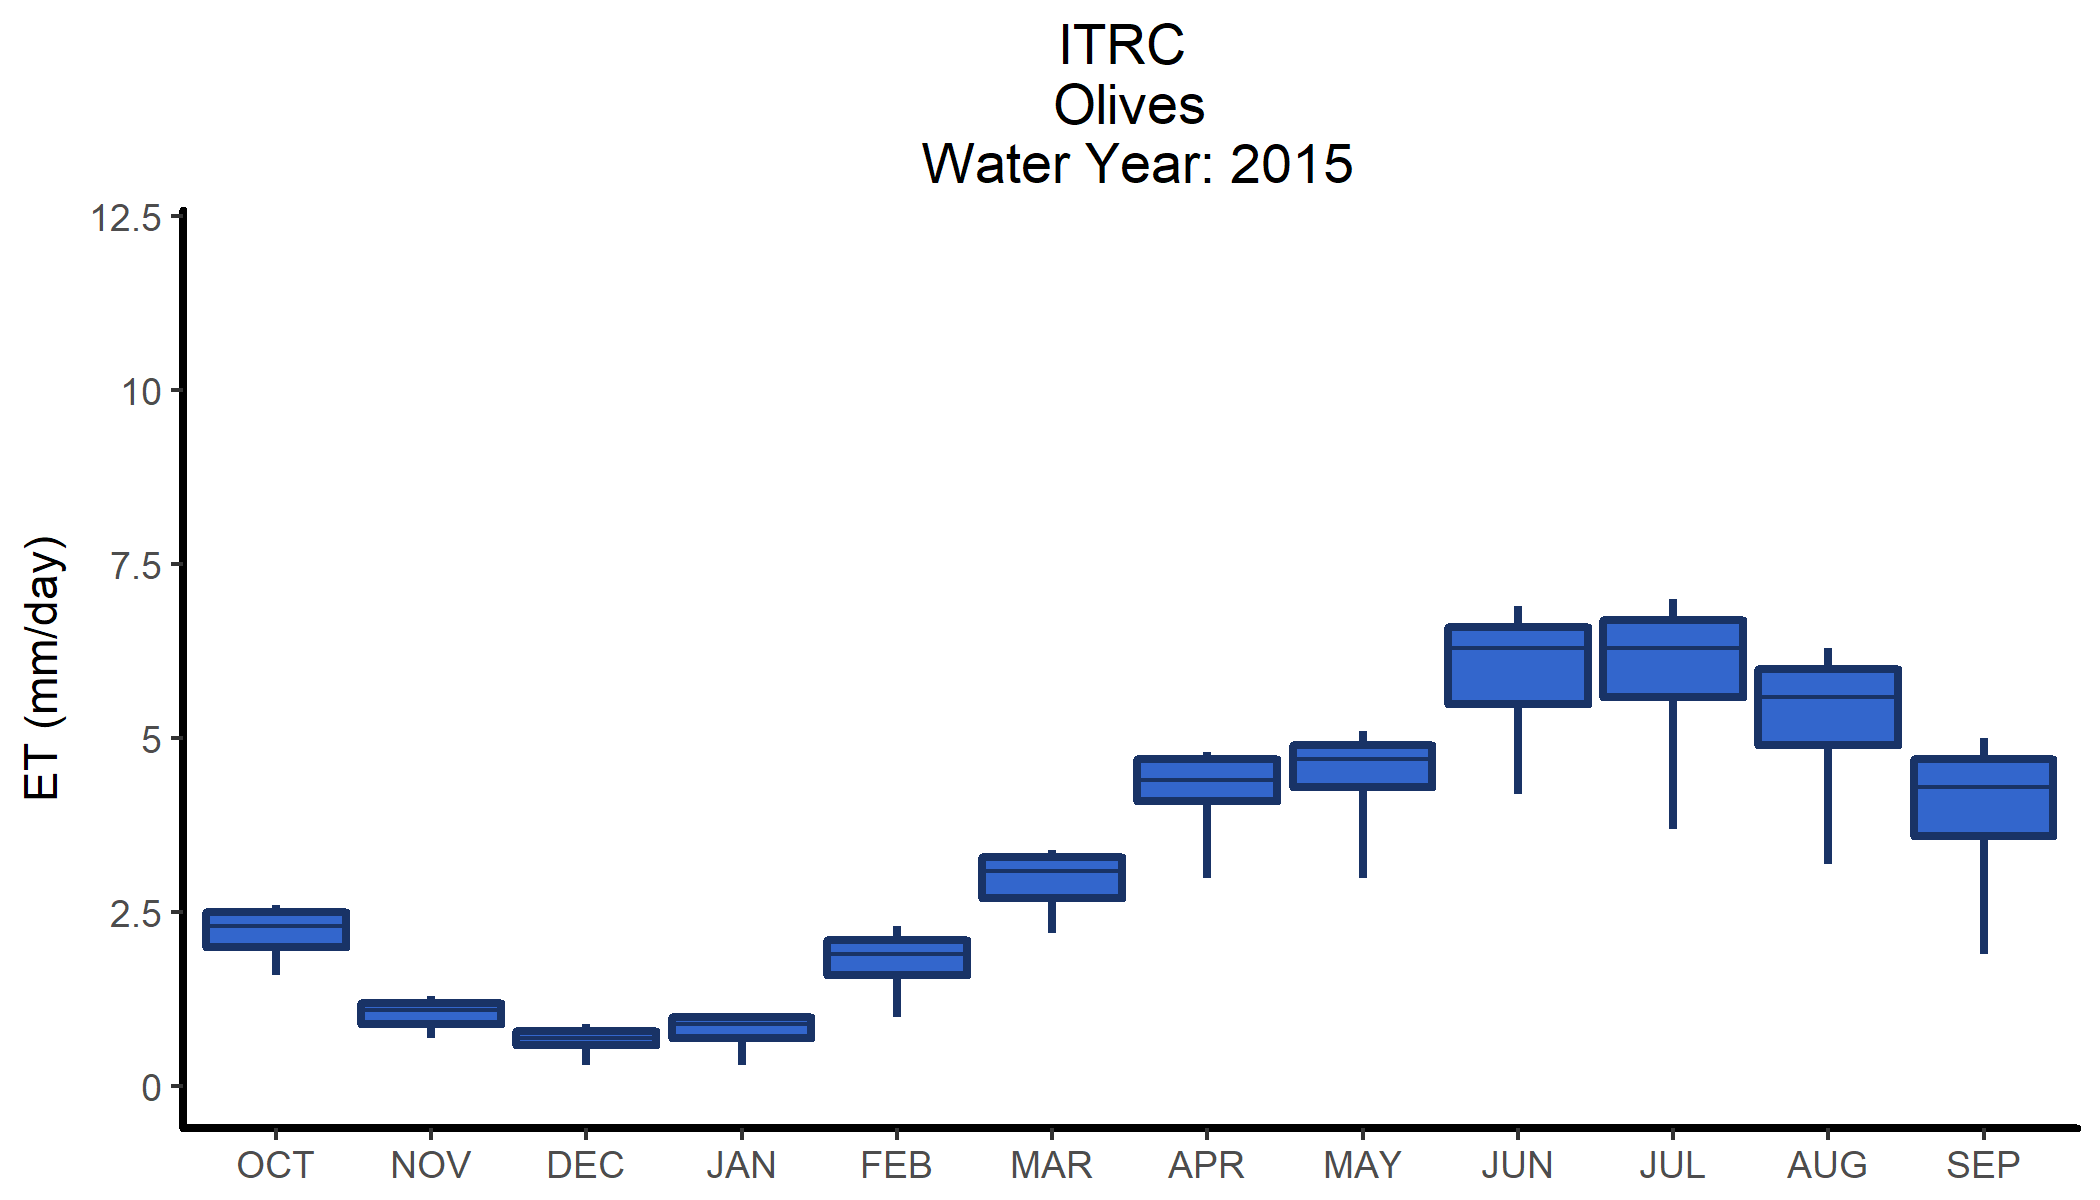 ITRC
Olives
Water Year: 2015
12.5
10
7.5
5
2.5
0
ET (mm/day)
OCT NOV DEC JAN FEB MAR APR MAY JUN JUL AUG SEP